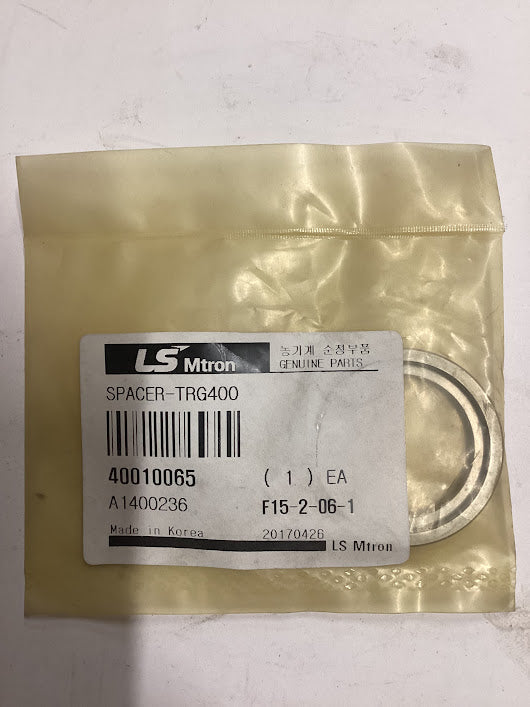 LS Mtron
농기계 순정부품
GENUINE PARTS
SPACER-TRG400
40010065 ( 1 ) EA
A1400236 F15-2-06-1
Made in Korea 20170426
LS Mtron